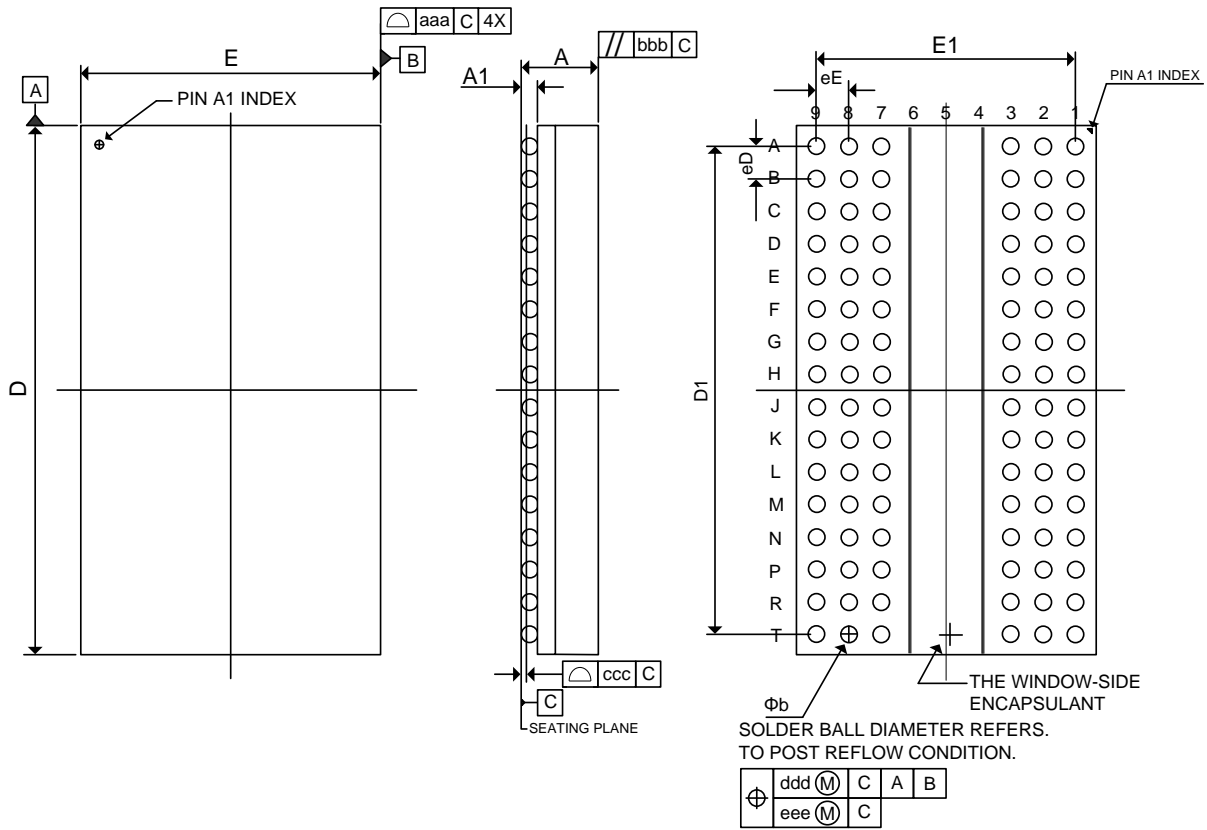 aaa C 4X
E
B
A
PIN A1 INDEX
D
A
A1
// bbb C
ccc C
C
SEATING PLANE
E1
eE
PIN A1 INDEX
9 8 7 6 5 4 3 2 1
eD
D1
A
B
C
D
E
F
G
H
J
K
L
M
N
P
R
T
THE WINDOW-SIDE
ENCAPSULANT
Φb
SOLDER BALL DIAMETER REFERS.
TO POST REFLOW CONDITION.
ddd Ⓜ C A B
eee Ⓜ C